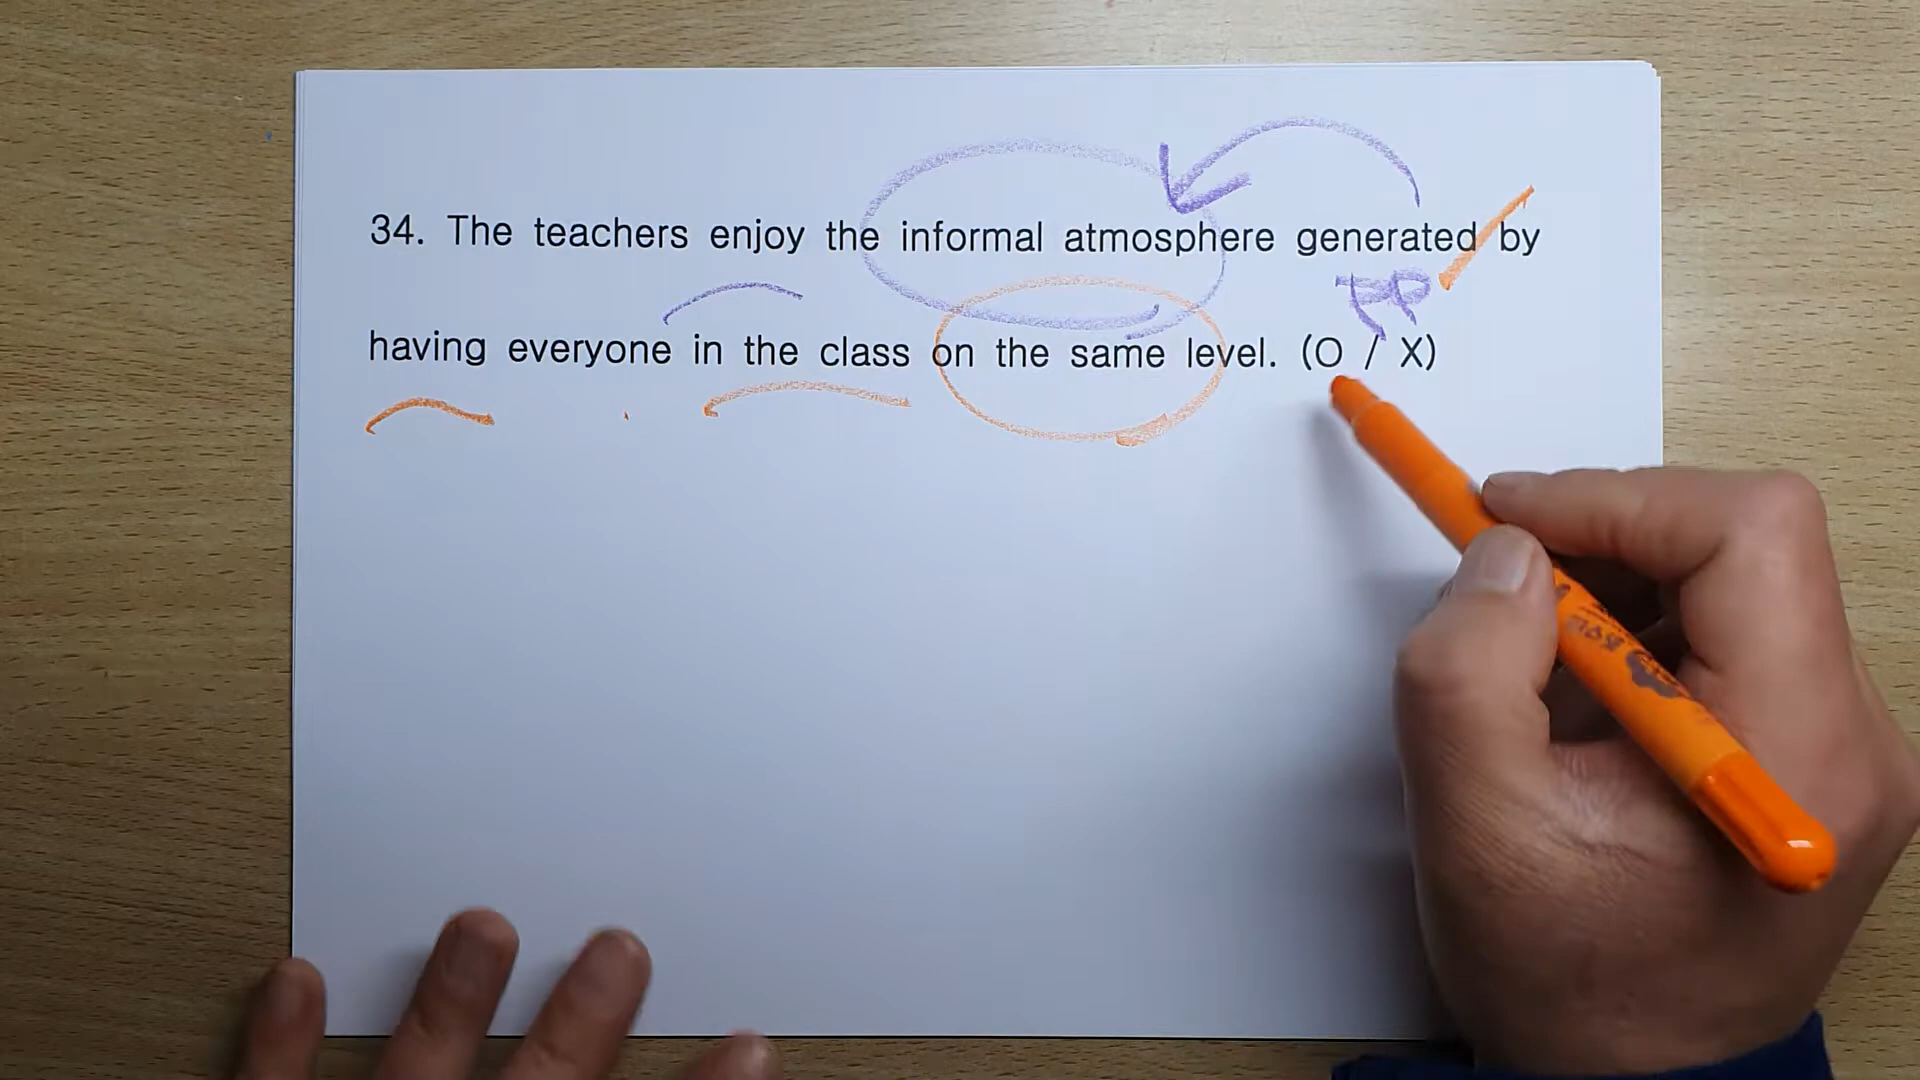 34. The teachers enjoy the informal atmosphere generated by
P.P
having everyone in the class on the same level. (O / X)